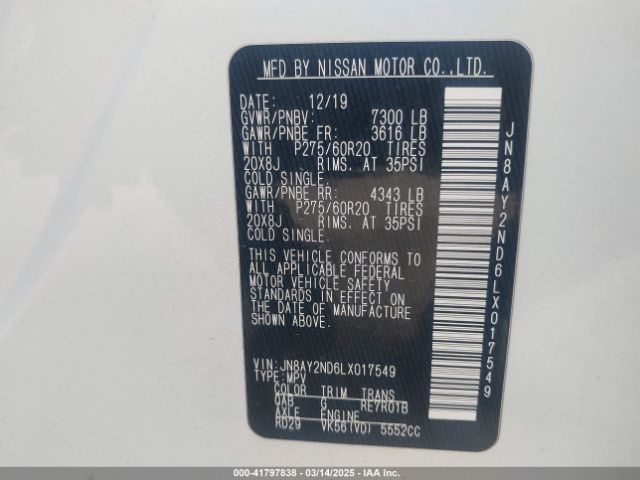 MFD BY NISSAN MOTOR CO.,LTD.
DATE: 12/19
GVWR/PNBV: 7300 LB
GAWR/PNBE FR: 3616 LB
WITH P275/60R20 TIRES
20X8J RIMS. AT 35PSI
COLD SINGLE.
GAWR/PNBE RR: 4343 LB
WITH P275/60R20 TIRES
20X8J RIMS. AT 35PSI
COLD SINGLE.
THIS VEHICLE CONFORMS TO
ALL APPLICABLE FEDERAL
MOTOR VEHICLE SAFETY
STANDARDS IN EFFECT ON
THE DATE OF MANUFACTURE
SHOWN ABOVE.
VIN: JN8AY2ND6LX017549
TYPE: MPV
COLOR TRIM TRANS
QAB G RE7R01B
AXLE ENGINE
RD29 VK56(VD) 5552CC
JN8AY2ND6LX017549
000-41797838 - 03/14/2025 - IAA, Inc.